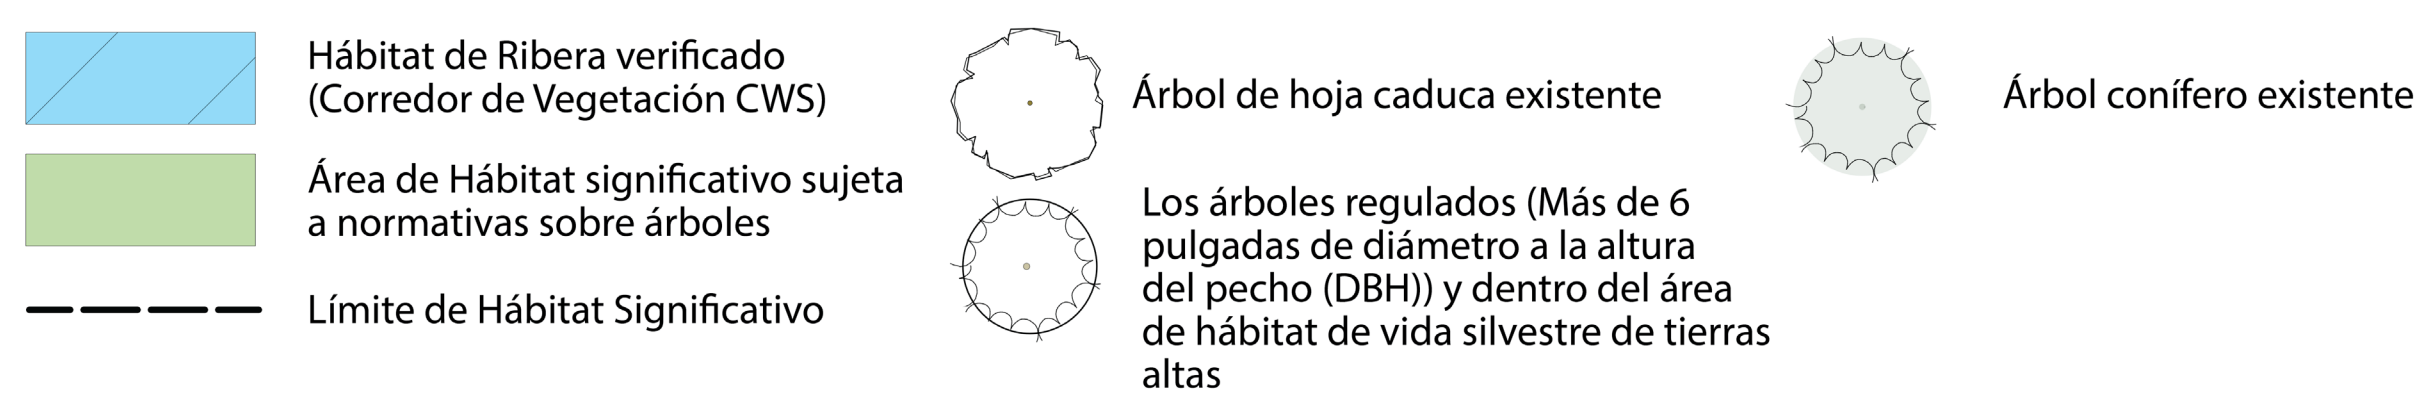 Hábitat de Ribera verificado
(Corredor de Vegetación CWS)
Área de Hábitat significativo sujeta
a normativas sobre árboles
Límite de Hábitat Significativo
Árbol de hoja caduca existente
Los árboles regulados (Más de 6
pulgadas de diámetro a la altura
del pecho (DBH)) y dentro del área
de hábitat de vida silvestre de tierras
altas
Árbol conífero existente